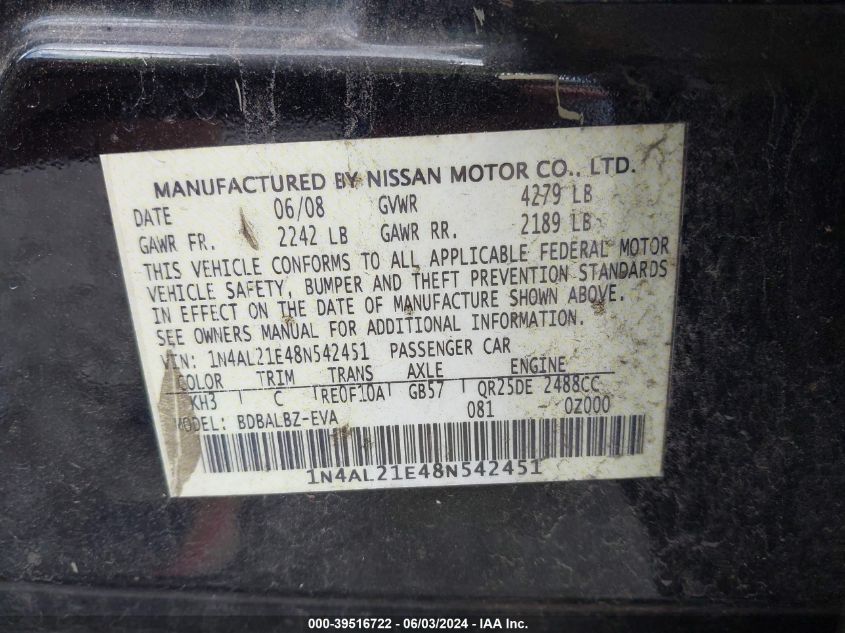 MANUFACTURED BY NISSAN MOTOR CO., LTD.
DATE 06/08 GVWR 4279 LB
GAWR FR. 2242 LB GAWR RR. 2189 LB
THIS VEHICLE CONFORMS TO ALL APPLICABLE FEDERAL MOTOR
VEHICLE SAFETY, BUMPER AND THEFT PREVENTION STANDARDS
IN EFFECT ON THE DATE OF MANUFACTURE SHOWN ABOVE.
SEE OWNERS MANUAL FOR ADDITIONAL INFORMATION.
VIN: 1N4AL21E48N542451 PASSENGER CAR
COLOR TRIM TRANS AXLE ENGINE
KH3 C RE0F10A GB57 QR25DE 2488CC
MODEL: BDBALBZ-EVA 081 0Z000
1N4AL21E48N542451
000-39516722 - 06/03/2024 - IAA Inc.